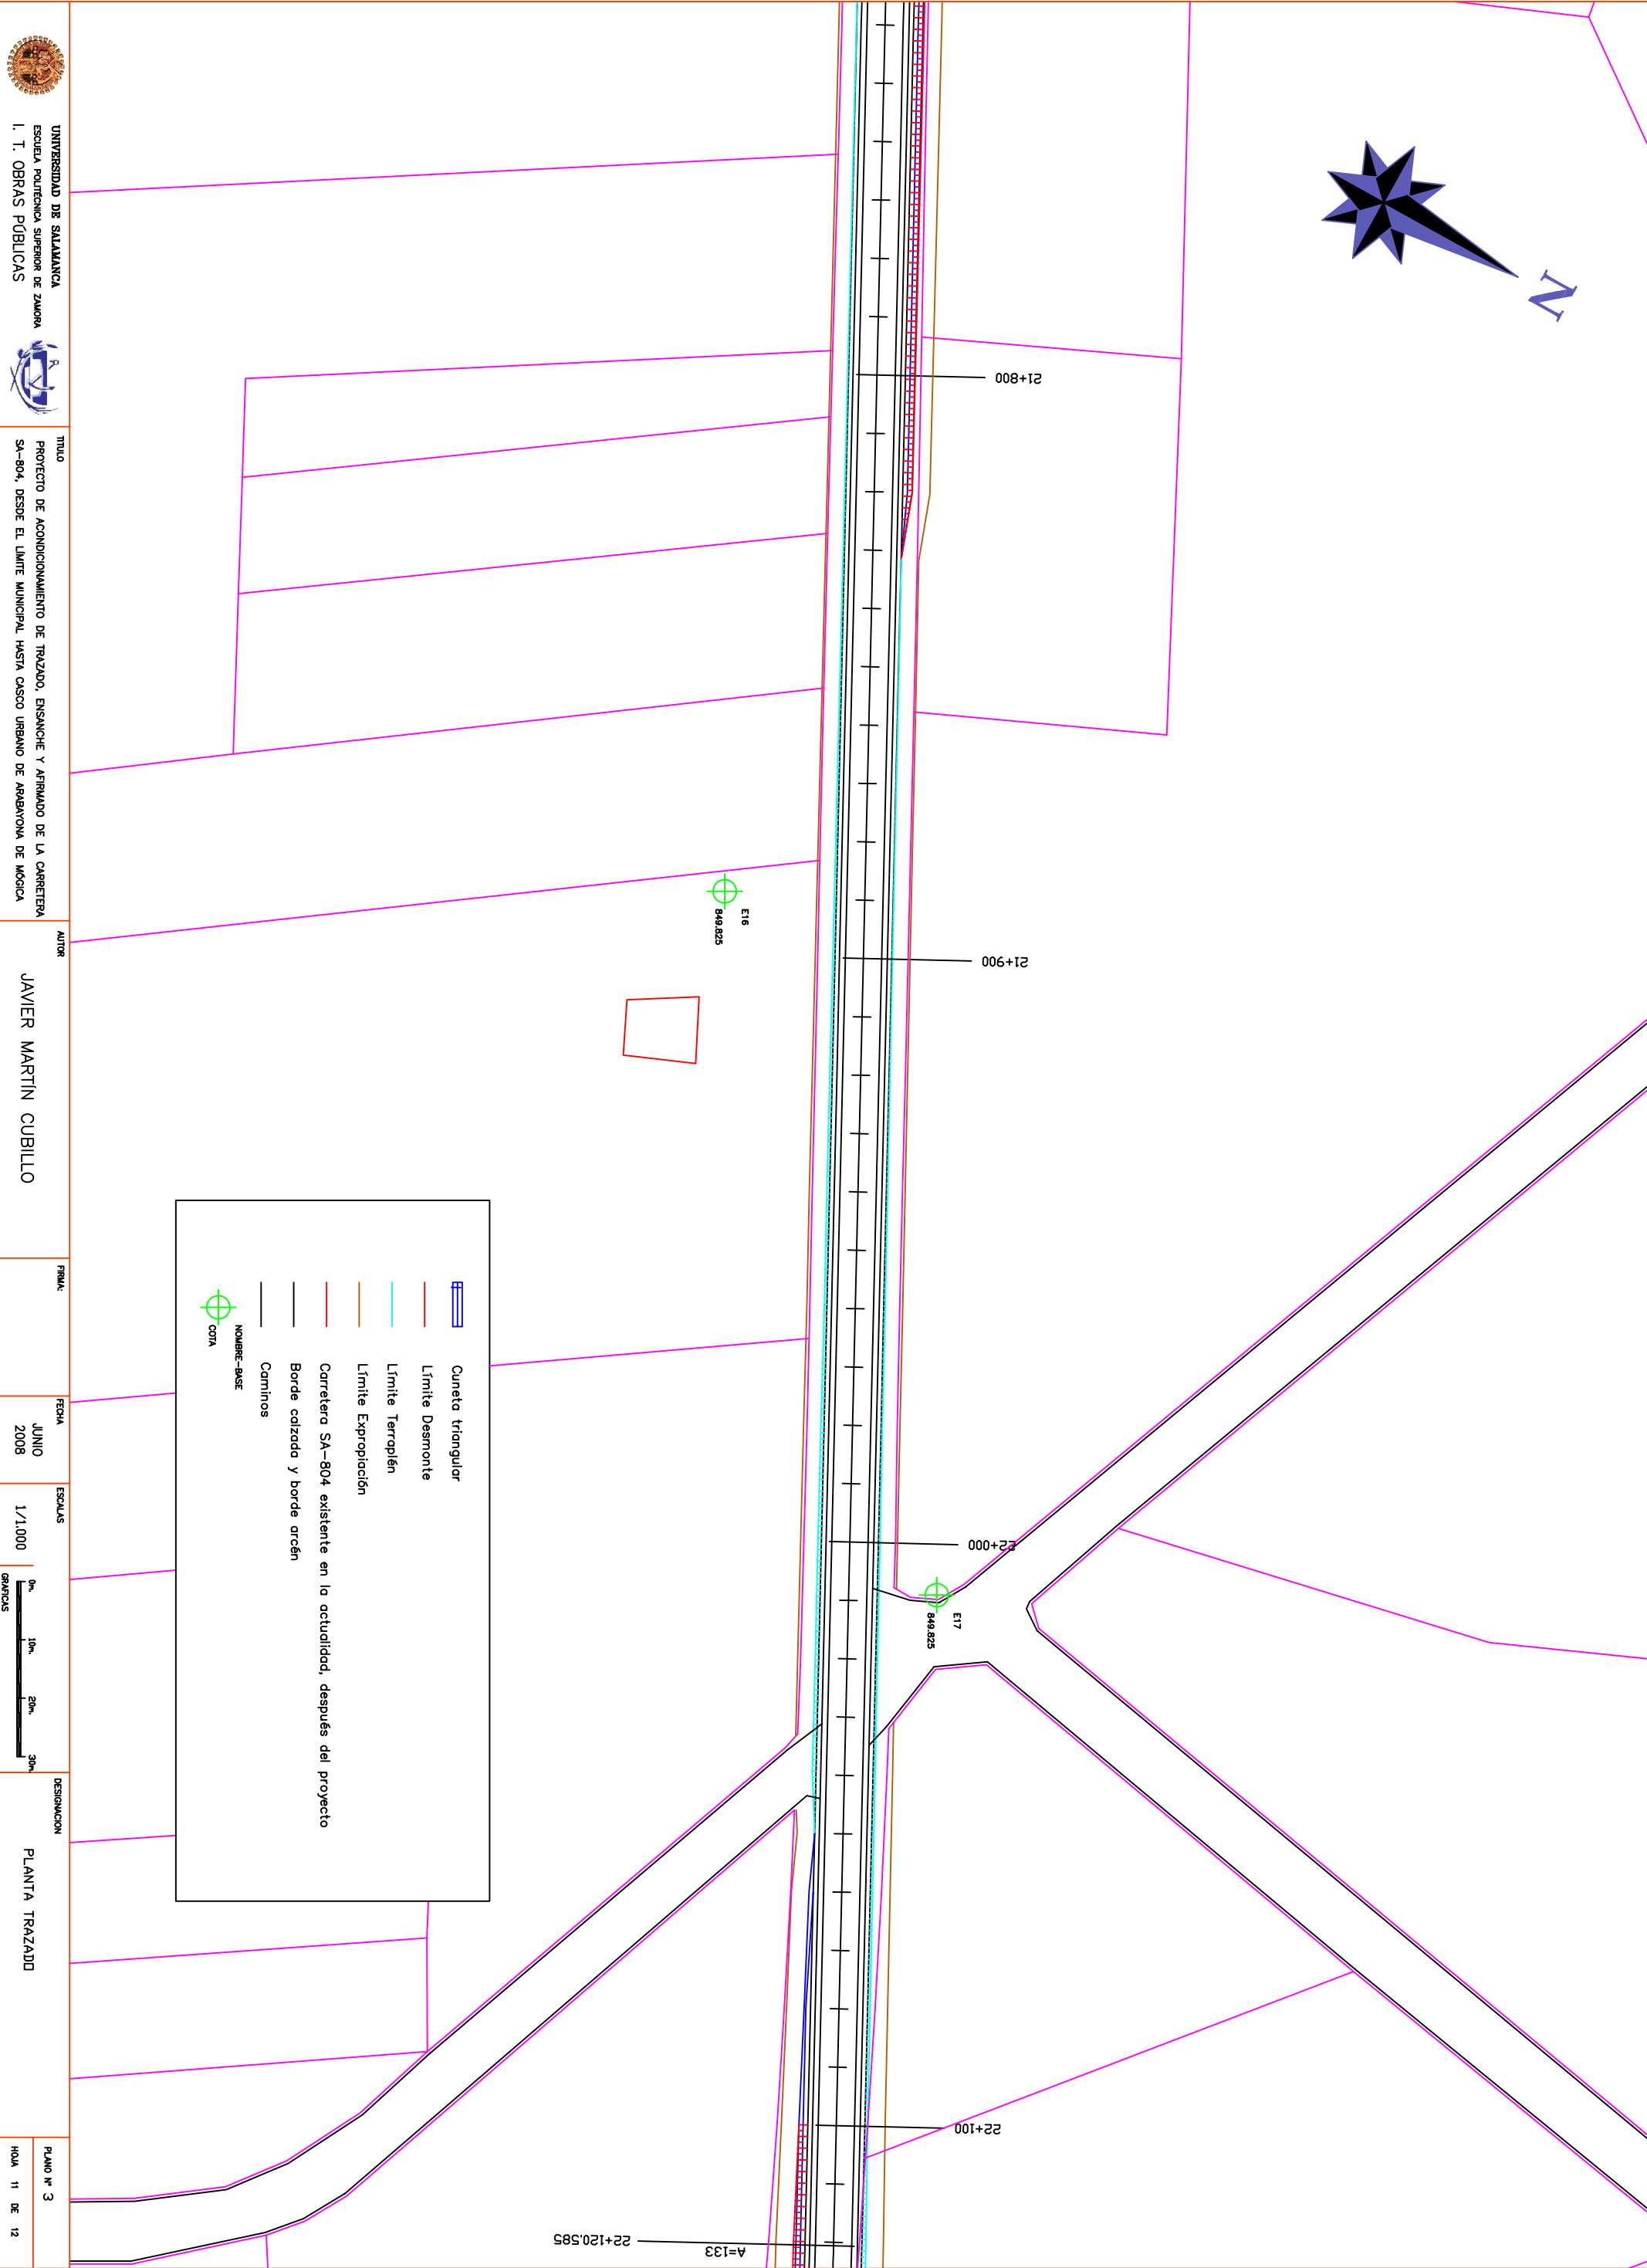 N
21+800
21+900
22+000
22+100
22+120.585
A=133
E16
849.825
E17
849.825
Cuneta triangular
Límite Desmonte
Límite Terraplén
Límite Expropiación
Carretera SA-804 existente en la actualidad, después del proyecto
Borde calzada y borde arcén
Caminos
NOMBRE-BASE
COTA
UNIVERSIDAD DE SALAMANCA
ESCUELA POLITÉCNICA SUPERIOR DE ZAMORA
I. T. OBRAS PÚBLICAS
TITULO
PROYECTO DE ACONDICIONAMIENTO DE TRAZADO, ENSANCHE Y AFIRMADO DE LA CARRETERA
SA-804, DESDE EL LÍMITE MUNICIPAL HASTA CASCO URBANO DE ARABAYONA DE MÓGICA
AUTOR
JAVIER MARTÍN CUBILLO
FIRMA:
FECHA
JUNIO
2008
ESCALAS
1/1.000
0m. 10m. 20m. 30m.
GRAFICAS
DESIGNACION
PLANTA TRAZADO
PLANO Nº 3
HOJA 11 DE 12